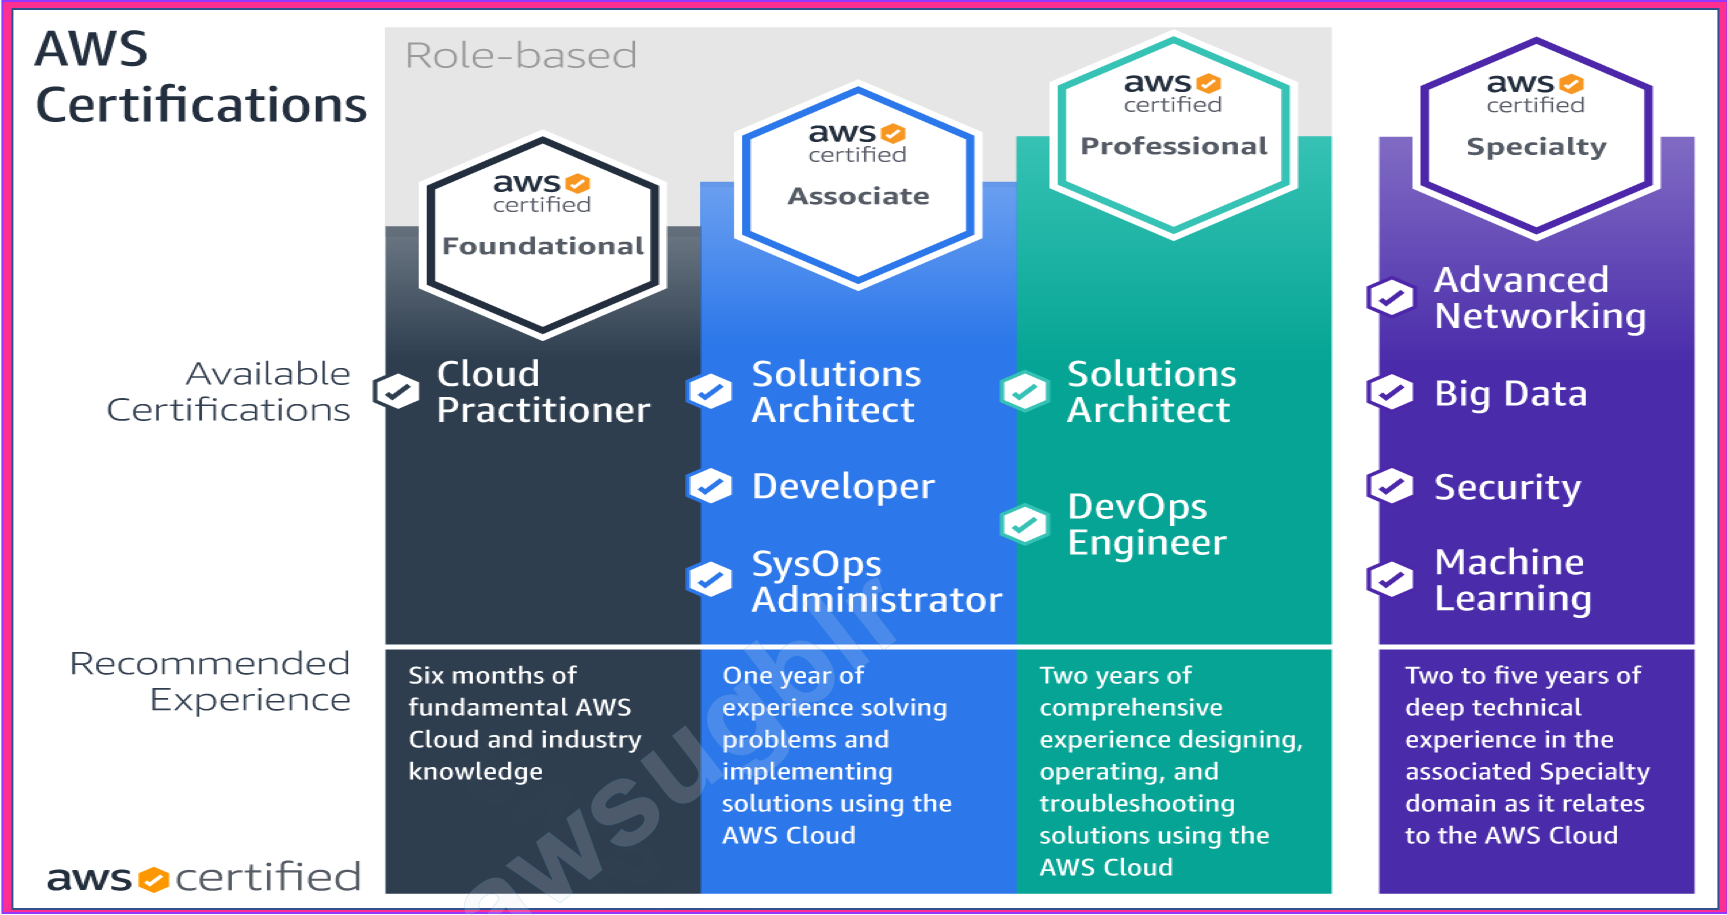 AWS
Certifications
Role-based
aws
certified
Foundational
aws
certified
Associate
aws
certified
Professional
aws
certified
Specialty
Available
Certifications
Cloud
Practitioner
Solutions
Architect
Developer
SysOps
Administrator
Solutions
Architect
DevOps
Engineer
Advanced
Networking
Big Data
Security
Machine
Learning
Recommended
Experience
Six months of
fundamental AWS
Cloud and industry
knowledge
One year of
experience solving
problems and
implementing
solutions using the
AWS Cloud
Two years of
comprehensive
experience designing,
operating, and
troubleshooting
solutions using the
AWS Cloud
Two to five years of
deep technical
experience in the
associated Specialty
domain as it relates
to the AWS Cloud
aws certified
awsugblr